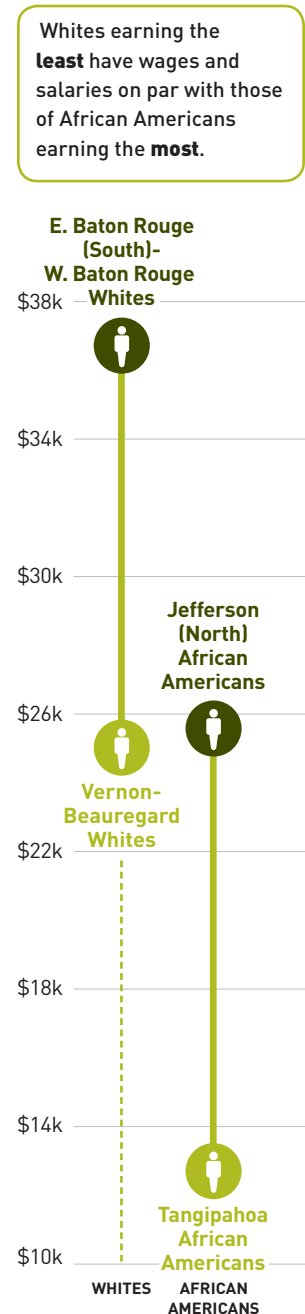 Whites earning the
least have wages and
salaries on par with those
of African Americans
earning the most.
E. Baton Rouge
(South)-
W. Baton Rouge
Whites
$38k
$34k
$30k
Jefferson
(North)
African
Americans
$26k
Vernon-
Beauregard
Whites
$22k
$18k
$14k
Tangipahoa
African
Americans
$10k
WHITES
AFRICAN
AMERICANS